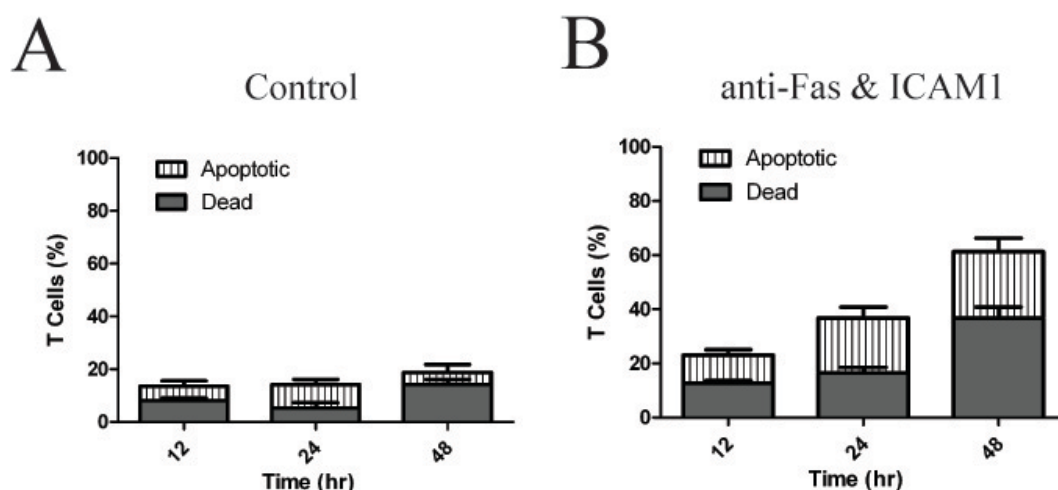 A
Control
100
80
60
40
20
0
T Cells (%)
Apoptotic
Dead
12
24
48
Time (hr)
B
anti-Fas & ICAM1
100
80
60
40
20
0
T Cells (%)
Apoptotic
Dead
12
24
48
Time (hr)